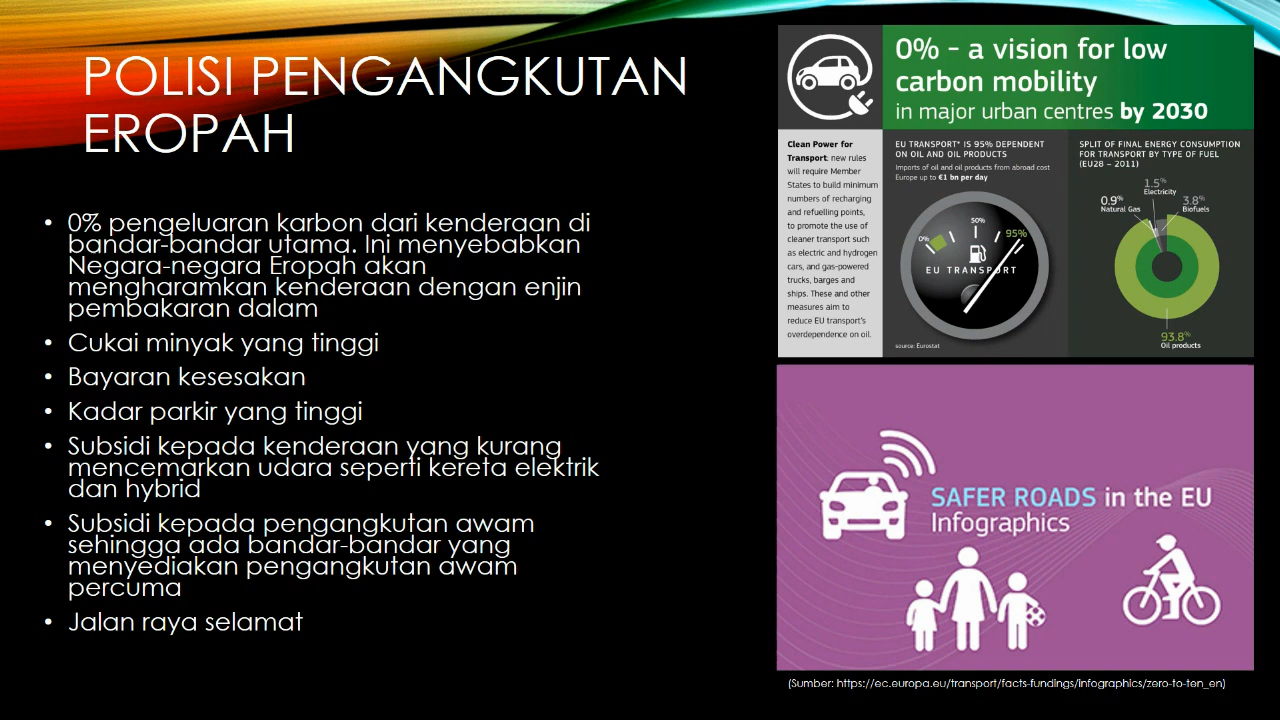 POLISI PENGANGKUTAN
EROPAH
• 0% pengeluaran karbon dari kenderaan di
bandar-bandar utama. Ini menyebabkan
Negara-negara Eropah akan
mengharamkan kenderaan dengan enjin
pembakaran dalam
• Cukai minyak yang tinggi
• Bayaran kesesakan
• Kadar parkir yang tinggi
• Subsidi kepada kenderaan yang kurang
mencemarkan udara seperti kereta elektrik
dan hybrid
• Subsidi kepada pengangkutan awam
sehingga ada bandar-bandar yang
menyediakan pengangkutan awam
percuma
• Jalan raya selamat
0% - a vision for low
carbon mobility
in major urban centres by 2030
Clean Power for
Transport: new rules
will require Member
States to build minimum
numbers of recharging
and refuelling points,
to promote the use of
cleaner transport such
as electric and hydrogen
cars, and gas-powered
trucks, barges and
ships. These and other
measures aim to
reduce EU transport's
overdependence on oil.
EU TRANSPORT* IS 95% DEPENDENT
ON OIL AND OIL PRODUCTS
Imports of oil and oil products from abroad cost
Europe up to €1 bn per day
0%
50%
95%
EU TRANSPORT
source: Eurostat
SPLIT OF FINAL ENERGY CONSUMPTION
FOR TRANSPORT BY TYPE OF FUEL
(EU28 – 2011)
1.5%
Electricity
0.9%
Natural Gas
3.8%
Biofuels
93.8%
Oil products
SAFER ROADS in the EU
Infographics
(Sumber: https://ec.europa.eu/transport/facts-fundings/infographics/zero-to-ten_en)